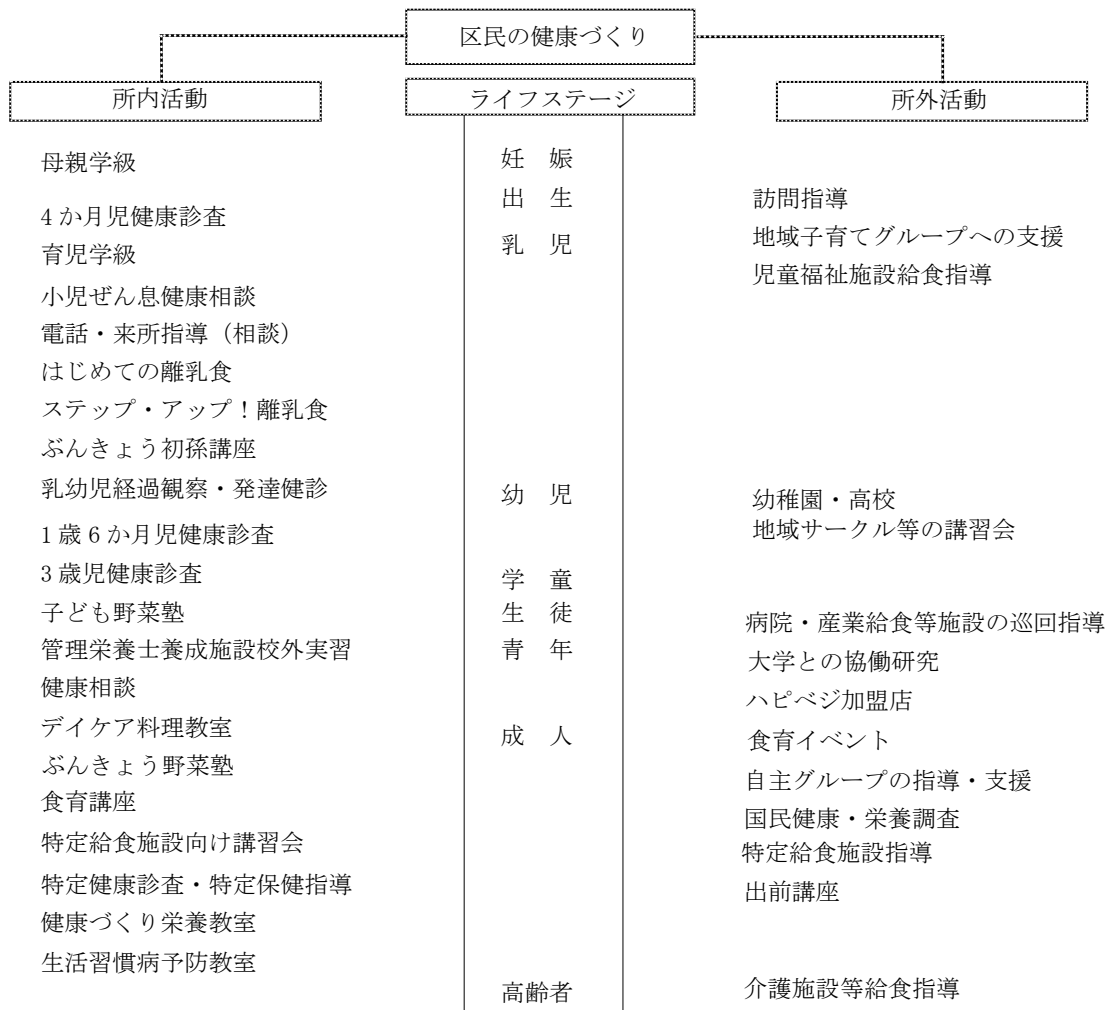 区民の健康づくり
所内活動
母親学級
4か月児健康診査
育児学級
小児ぜん息健康相談
電話・来所指導（相談）
はじめての離乳食
ステップ・アップ！離乳食
ぶんきょう初孫講座
乳幼児経過観察・発達健診
1歳6か月児健康診査
3歳児健康診査
子ども野菜塾
管理栄養士養成施設校外実習
健康相談
デイケア料理教室
ぶんきょう野菜塾
食育講座
特定給食施設向け講習会
特定健康診査・特定保健指導
健康づくり栄養教室
生活習慣病予防教室
ライフステージ
妊　娠
出　生
乳　児
幼　児
学　童
生　徒
青　年
成　人
高齢者
所外活動
訪問指導
地域子育てグループへの支援
児童福祉施設給食指導
幼稚園・高校
地域サークル等の講習会
病院・産業給食等施設の巡回指導
大学との協働研究
ハピベジ加盟店
食育イベント
自主グループの指導・支援
国民健康・栄養調査
特定給食施設指導
出前講座
介護施設等給食指導